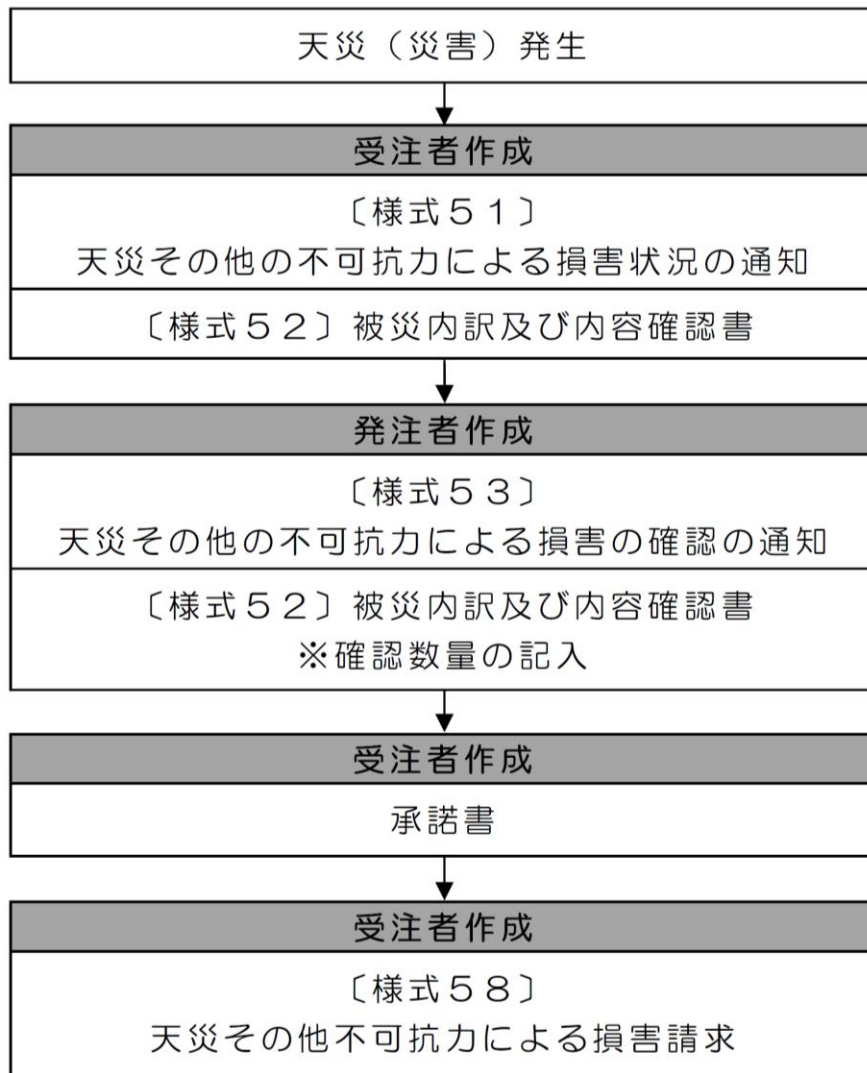 天災（災害）発生
受注者作成
〔様式５１〕
天災その他の不可抗力による損害状況の通知
〔様式５２〕被災内訳及び内容確認書
発注者作成
〔様式５３〕
天災その他の不可抗力による損害の確認の通知
〔様式５２〕被災内訳及び内容確認書
※確認数量の記入
受注者作成
承諾書
受注者作成
〔様式５８〕
天災その他不可抗力による損害請求